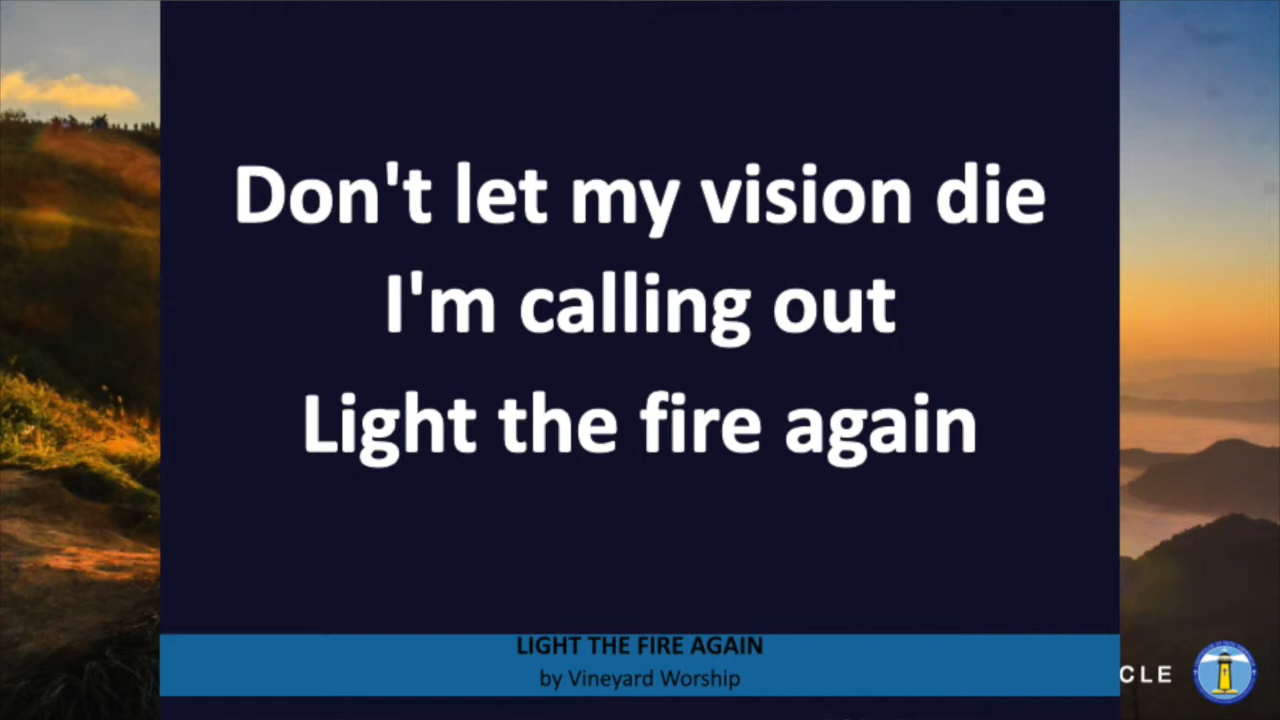 Don't let my vision die
I'm calling out
Light the fire again
LIGHT THE FIRE AGAIN
by Vineyard Worship
CLE